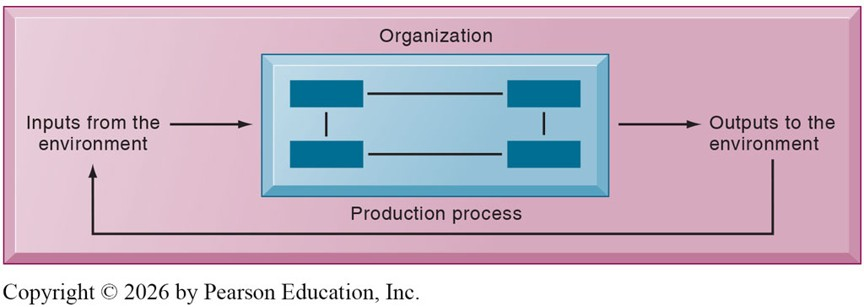 Organization
Inputs from the
environment
Outputs to the
environment
Production process
Copyright © 2026 by Pearson Education, Inc.